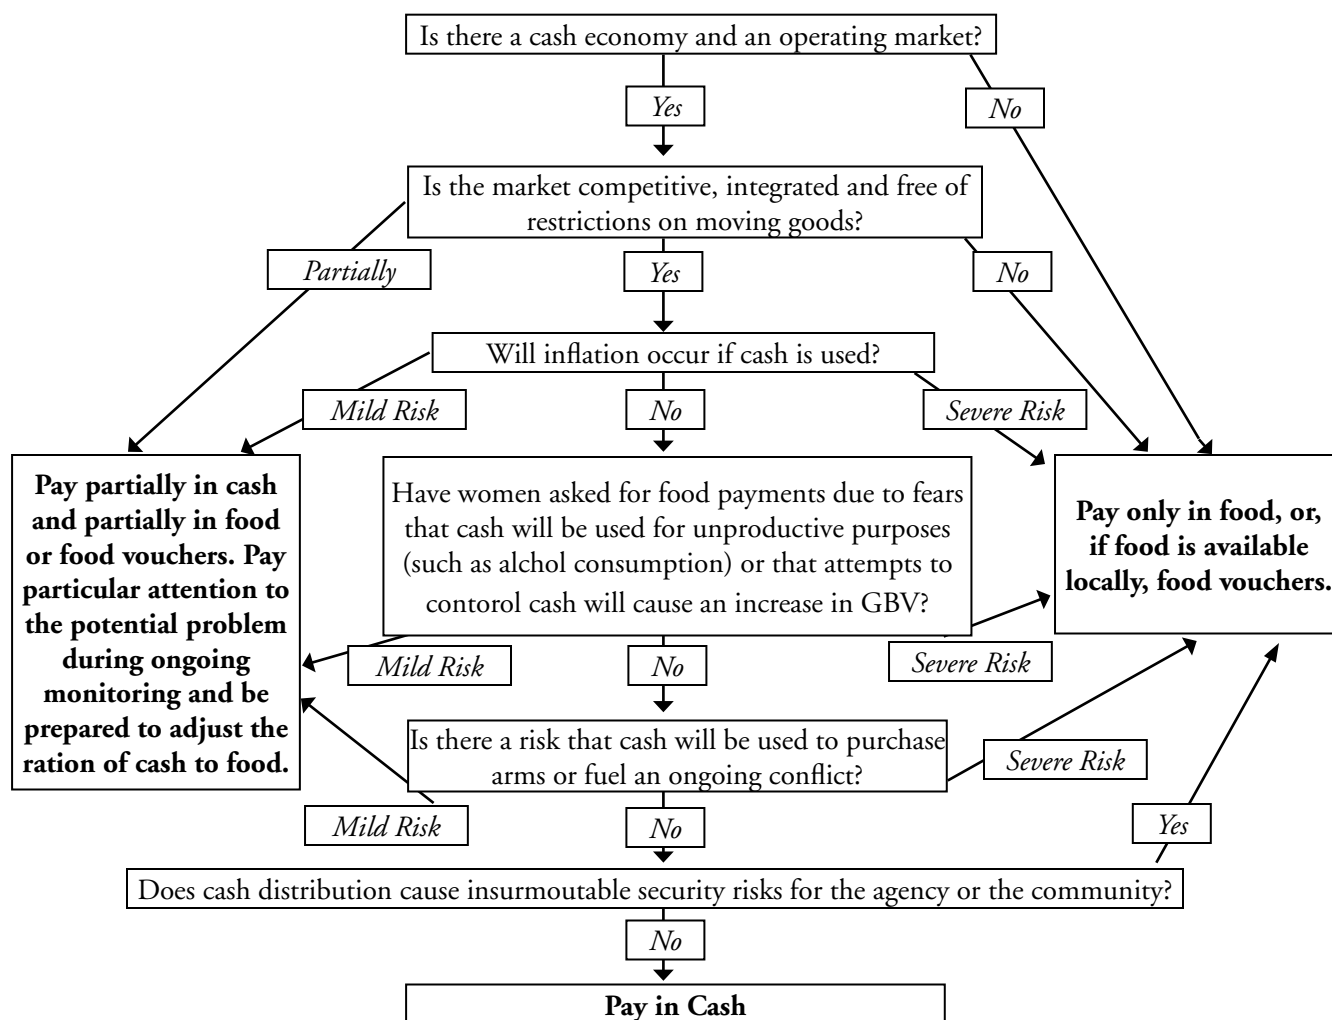 Is there a cash economy and an operating market?
Yes
No
Is the market competitive, integrated and free of
restrictions on moving goods?
Partially
Yes
No
Will inflation occur if cash is used?
Mild Risk
No
Severe Risk
Pay partially in cash
and partially in food
or food vouchers. Pay
particular attention to
the potential problem
during ongoing
monitoring and be
prepared to adjust the
ration of cash to food.
Have women asked for food payments due to fears
that cash will be used for unproductive purposes
(such as alchol consumption) or that attempts to
contorol cash will cause an increase in GBV?
Pay only in food, or,
if food is available
locally, food vouchers.
Mild Risk
No
Severe Risk
Is there a risk that cash will be used to purchase
arms or fuel an ongoing conflict?
Severe Risk
Mild Risk
No
Yes
Does cash distribution cause insurmoutable security risks for the agency or the community?
No
Pay in Cash